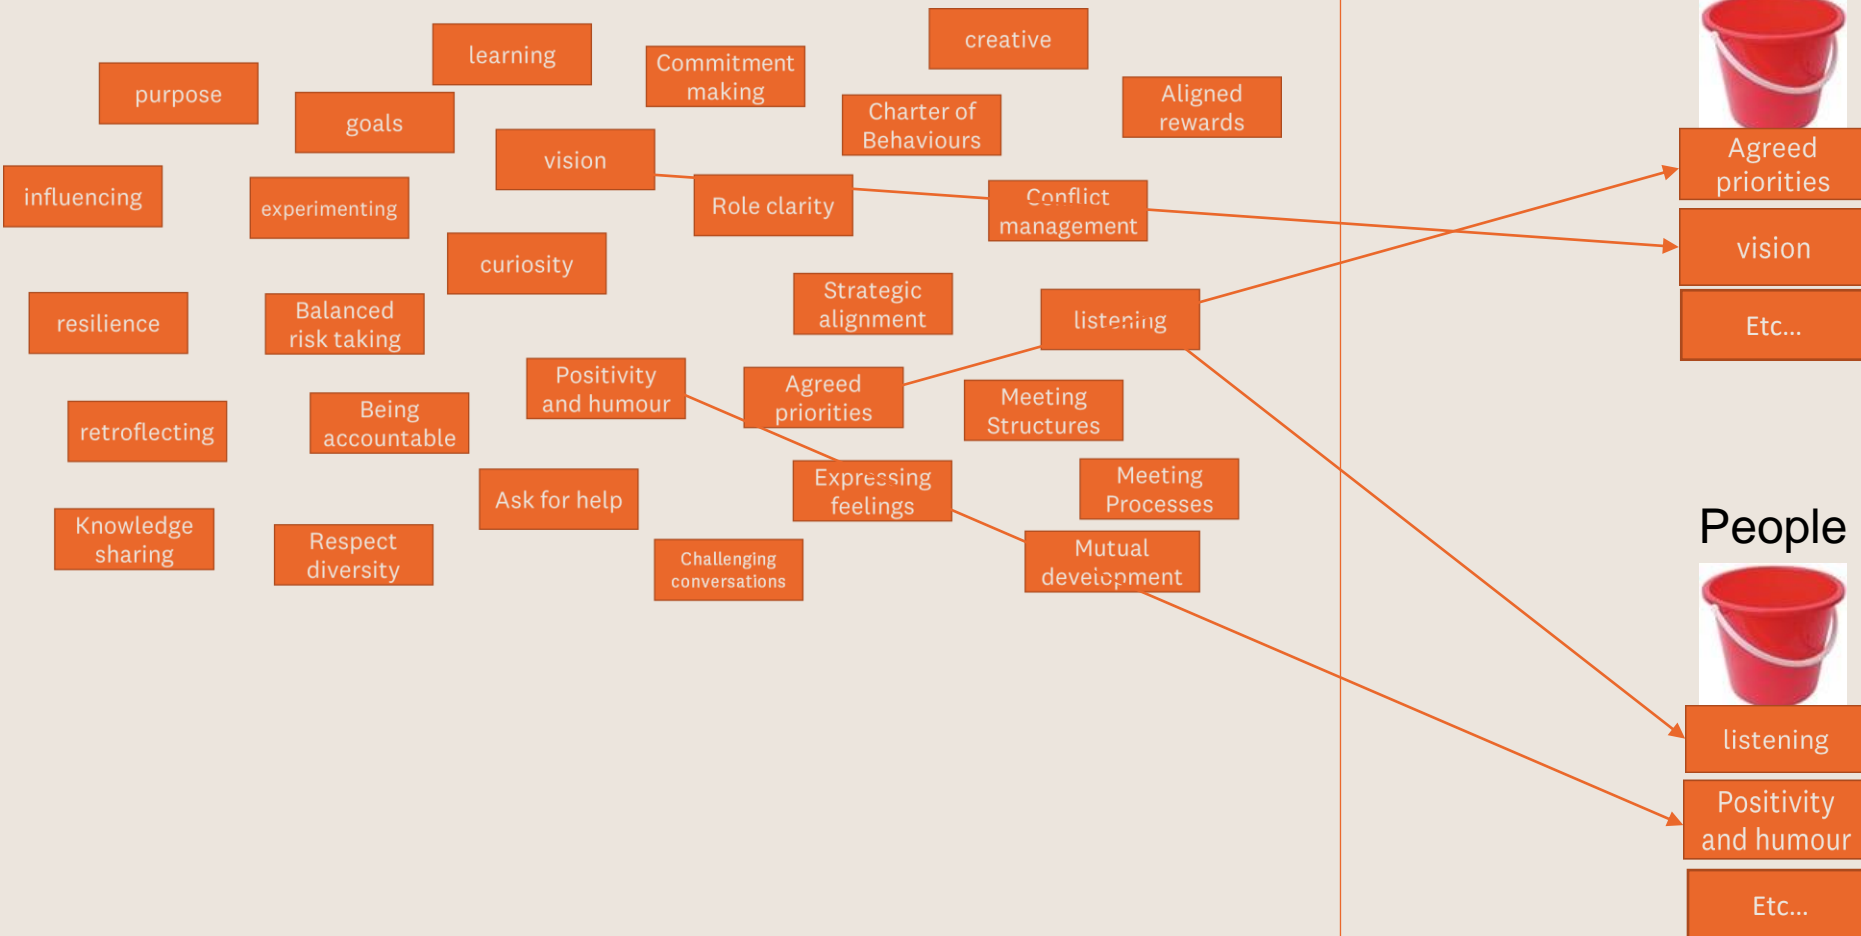 creative
learning
Commitment
making
purpose
goals
Charter of
Behaviours
Aligned
rewards
vision
influencing
experimenting
Role clarity
Conflict
management
curiosity
resilience
Balanced
risk taking
Strategic
alignment
listening
Positivity
and humour
Agreed
priorities
Meeting
Structures
retroflecting
Being
accountable
Ask for help
Expressing
feelings
Meeting
Processes
Knowledge
sharing
Respect
diversity
Challenging
conversations
Mutual
development
Agreed
priorities
vision
Etc...
People
listening
Positivity
and humour
Etc...